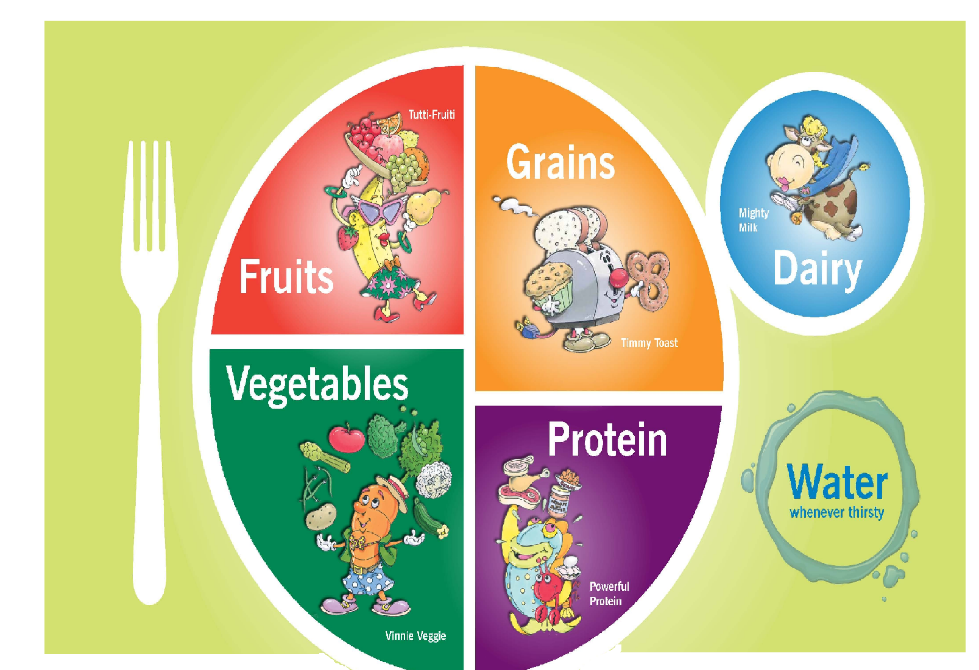 Tutti-Fruiti
Fruits
Grains
Timmy Toast
Mighty
Milk
Dairy
Vegetables
Vinnie Veggie
Protein
Powerful
Protein
Water
whenever thirsty